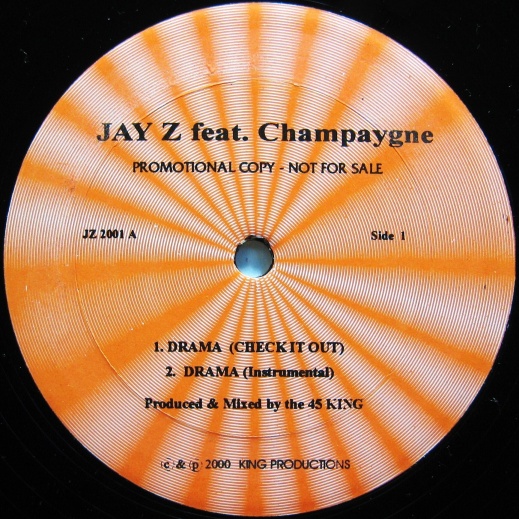 JAY Z feat. Champaygne
PROMOTIONAL COPY - NOT FOR SALE
JZ 2001 A
Side 1
1. DRAMA (CHECK IT OUT)
2. DRAMA (Instrumental)
Produced & Mixed by the 45 KING
(c) & (p) 2000 KING PRODUCTIONS